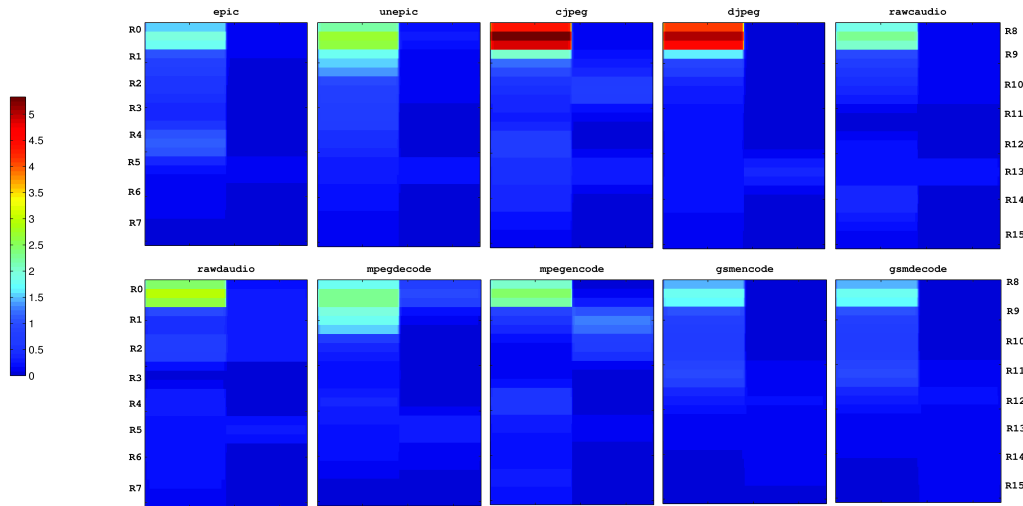 epic unepic cjpeg djpeg rawcaudio
R0 R8
R1 R9
R2 R10
R3 R11
R4 R12
R5 R13
R6 R14
R7 R15
5
4.5
4
3.5
3
2.5
2
1.5
1
0.5
0
rawdaudio mpegdecode mpegencode gsmencode gsmdecode
R0 R8
R1 R9
R2 R10
R3 R11
R4 R12
R5 R13
R6 R14
R7 R15